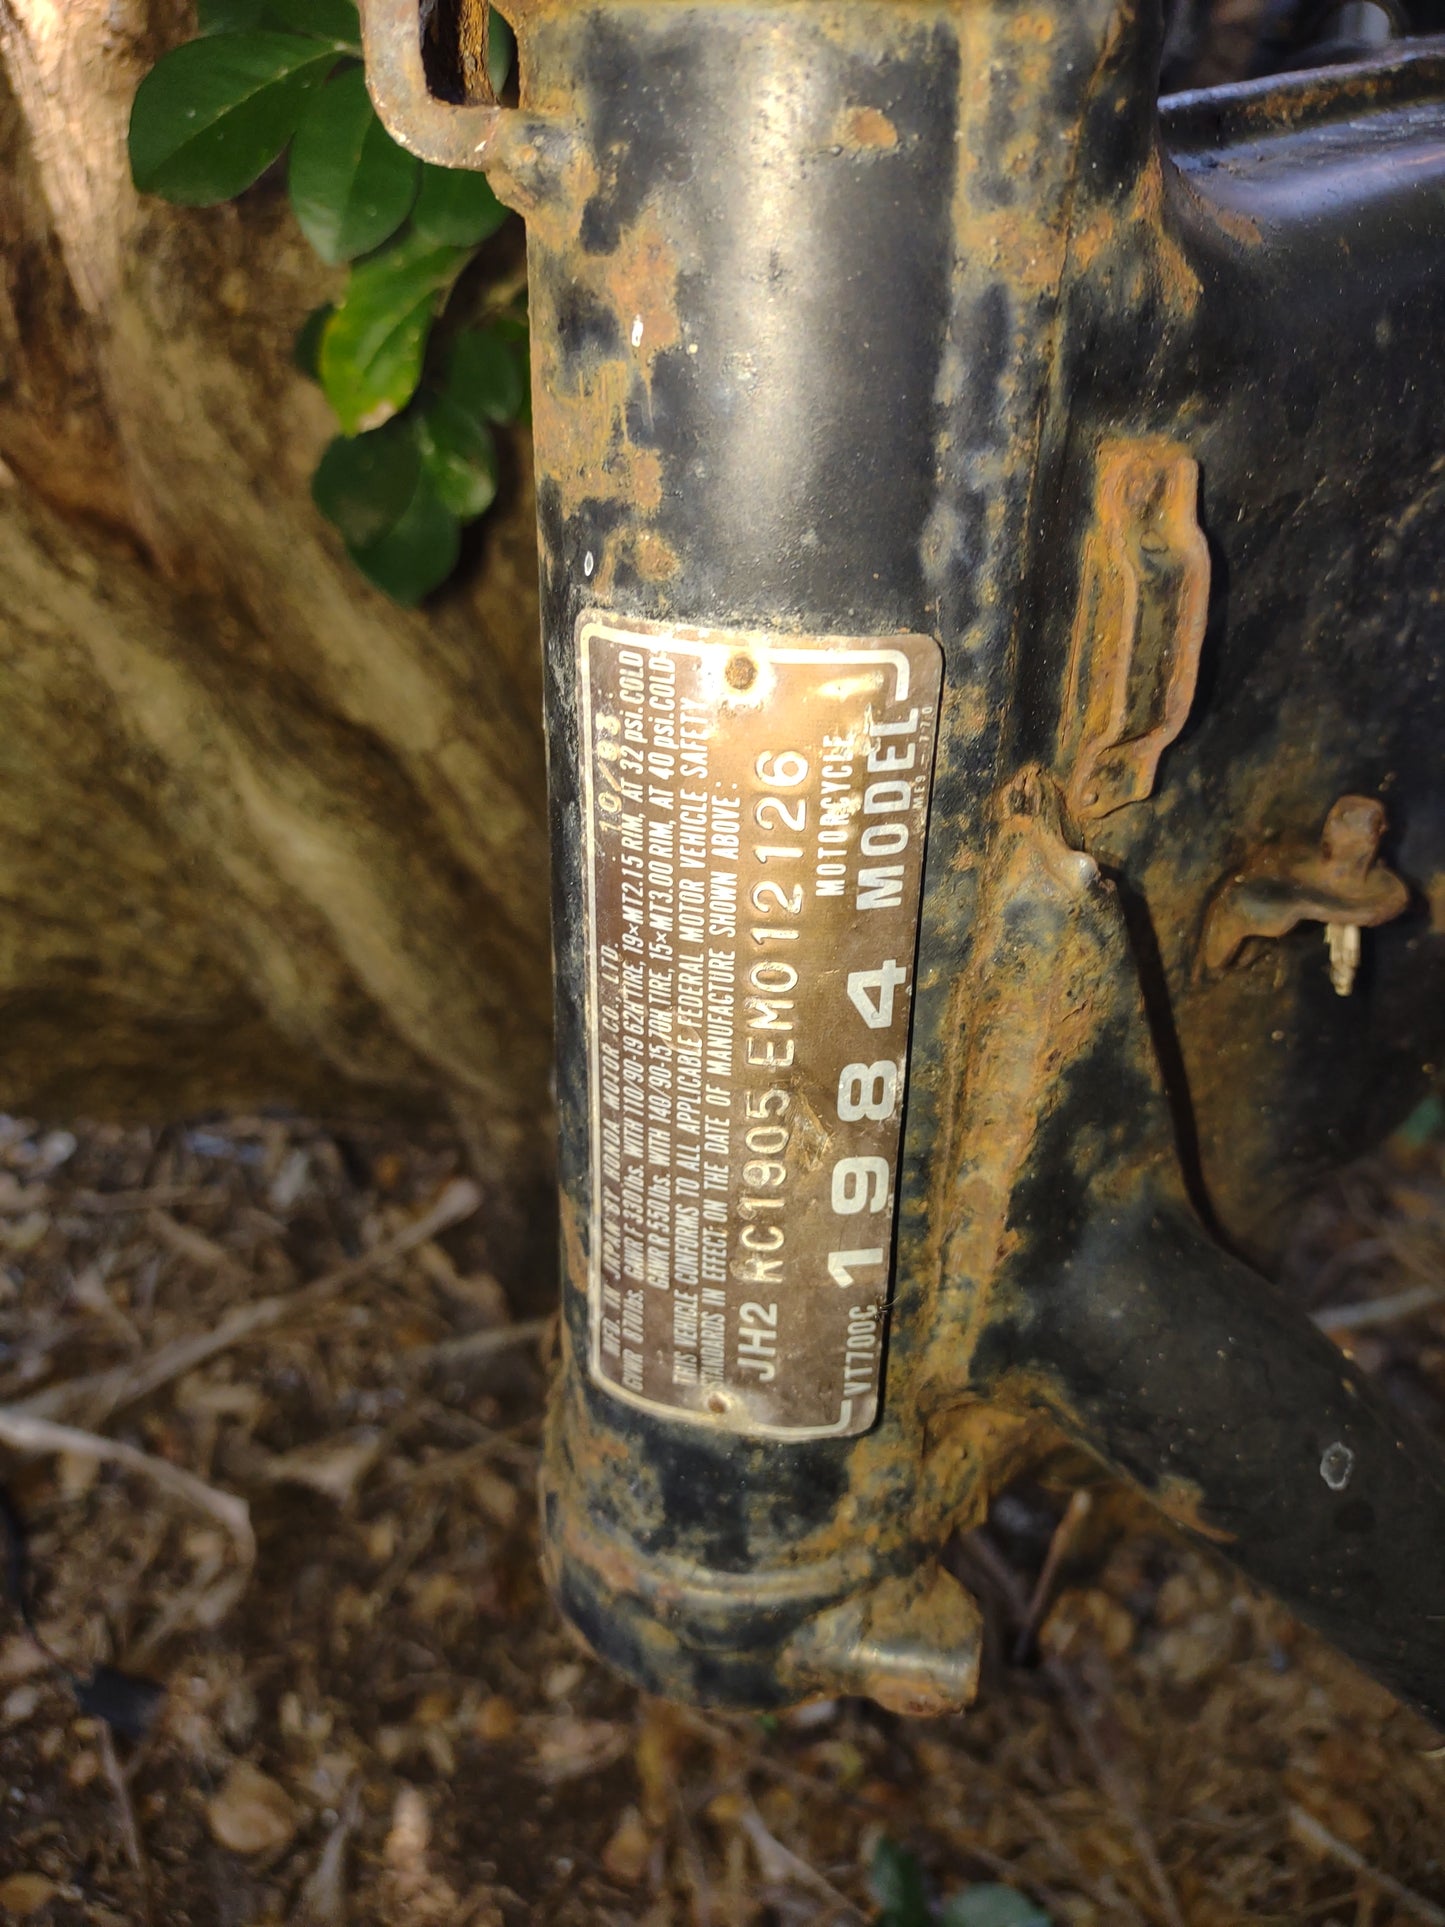 MFD. IN JAPAN BY HONDA MOTOR CO., LTD. 10/83
GVWR 870lbs. GAWR F 330lbs. WITH 110/90-19 62H TIRE, 19×MT2.15 RIM, AT 32 psi. COLD
GAWR R 550lbs. WITH 140/90-15 70H TIRE, 15×MT3.00 RIM, AT 40 psi. COLD
THIS VEHICLE CONFORMS TO ALL APPLICABLE FEDERAL MOTOR VEHICLE SAFETY
STANDARDS IN EFFECT ON THE DATE OF MANUFACTURE SHOWN ABOVE:
JH2 RC1905 EM012126
MOTORCYCLE
VT700C 1984 MODEL
ME9-770